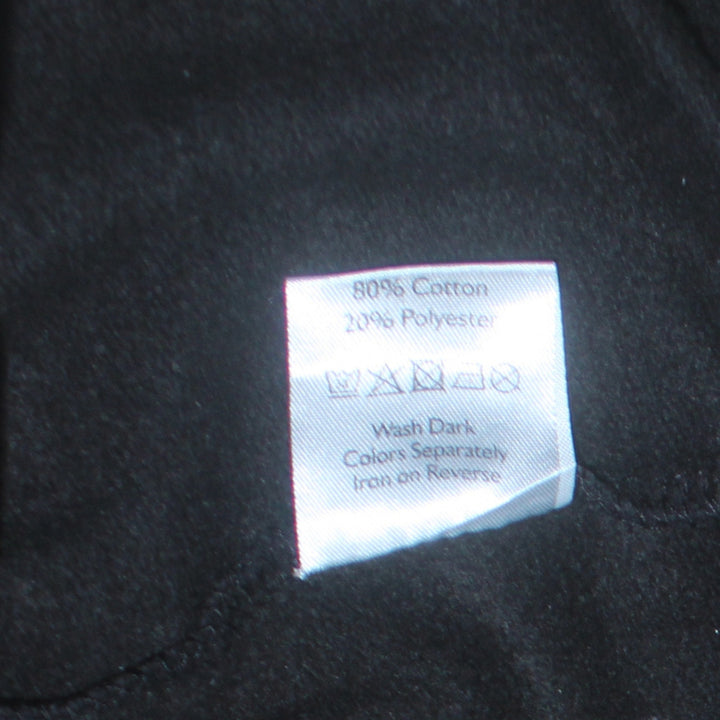 80% Cotton
20% Polyester
Wash Dark
Colors Separately
Iron on Reverse